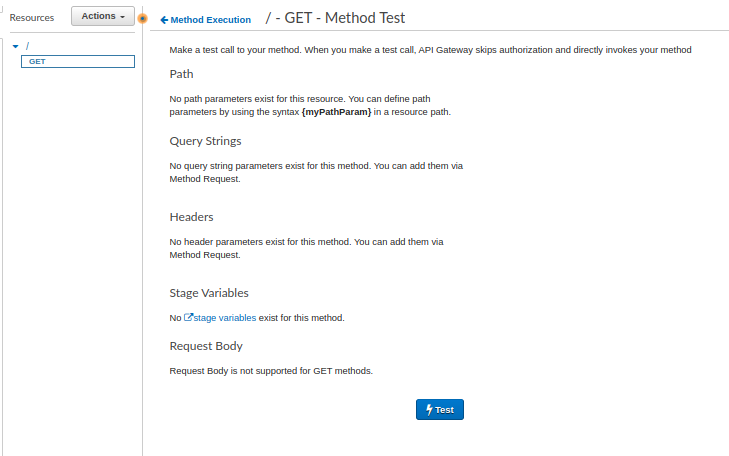 Resources
Actions
Method Execution
/ - GET - Method Test
/
GET
Make a test call to your method. When you make a test call, API Gateway skips authorization and directly invokes your method
Path
No path parameters exist for this resource. You can define path
parameters by using the syntax {myPathParam} in a resource path.
Query Strings
No query string parameters exist for this method. You can add them via
Method Request.
Headers
No header parameters exist for this method. You can add them via
Method Request.
Stage Variables
No stage variables exist for this method.
Request Body
Request Body is not supported for GET methods.
Test